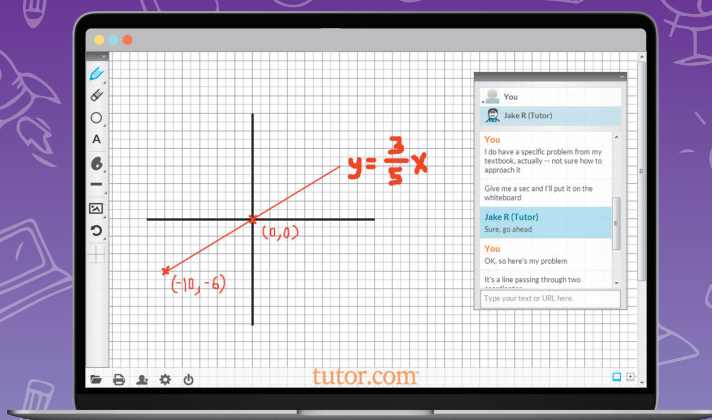 You
Jake R (Tutor)
You
I do have a specific problem from my
textbook, actually -- not sure how to
approach it
Give me a sec and I'll put it on the
whiteboard
Jake R (Tutor)
Sure, go ahead
You
OK, so here's my problem
It's a line passing through two
Type your text or URL here.
A
y = 3/5 x
(0,0)
(-10,-6)
tutor.com